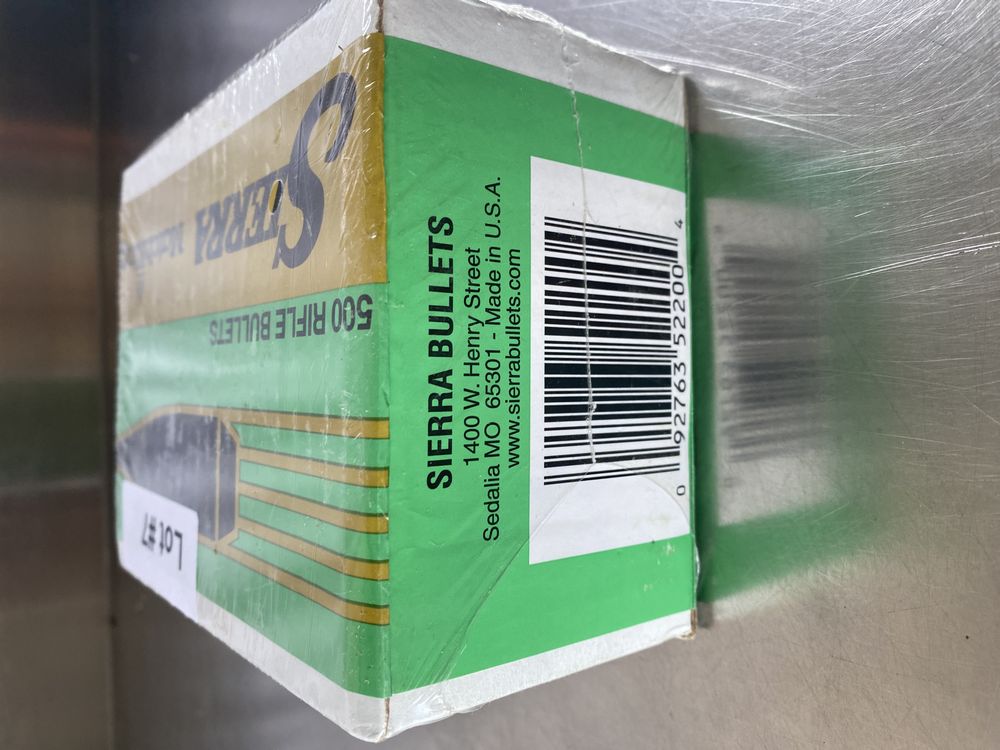 SIERRA
500 RIFLE BULLETS
Lot #7
SIERRA BULLETS
1400 W. Henry Street
Sedalia MO 65301 - Made in U.S.A.
www.sierrabullets.com
0 92763 52200 4